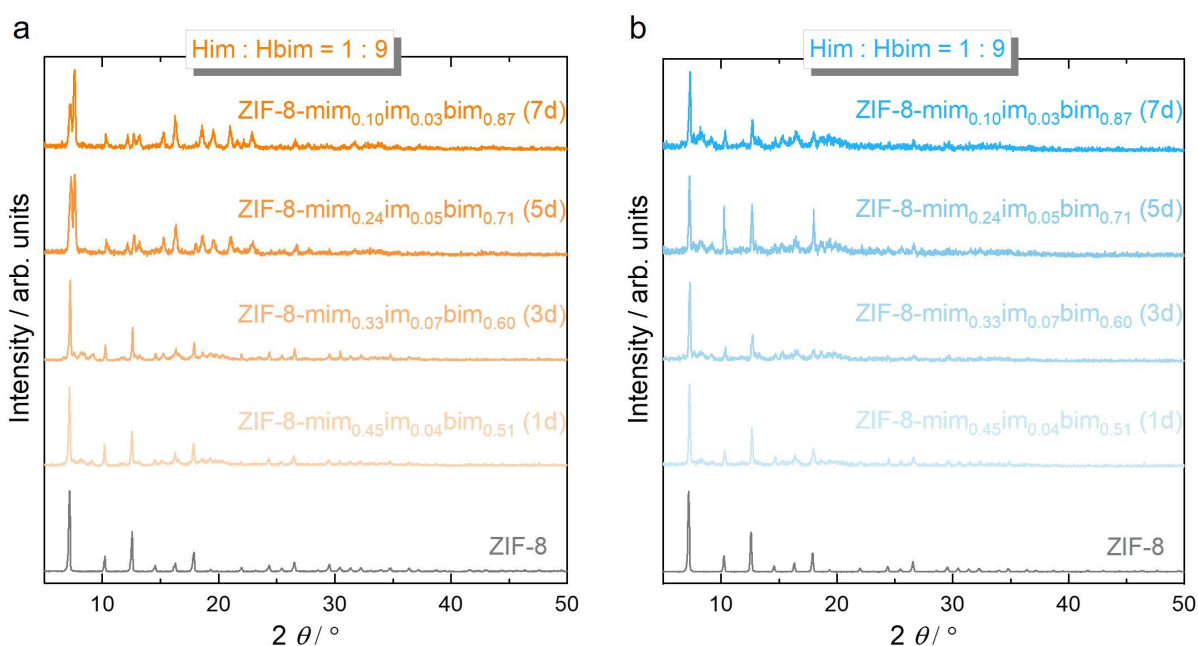 a
Him : Hbim = 1 : 9
ZIF-8-mim0.10im0.03bim0.87 (7d)
ZIF-8-mim0.24im0.05bim0.71 (5d)
ZIF-8-mim0.33im0.07bim0.60 (3d)
ZIF-8-mim0.45im0.04bim0.51 (1d)
ZIF-8
Intensity / arb. units
10 20 30 40 50
2 θ / °
b
Him : Hbim = 1 : 9
ZIF-8-mim0.10im0.03bim0.87 (7d)
ZIF-8-mim0.24im0.05bim0.71 (5d)
ZIF-8-mim0.33im0.07bim0.60 (3d)
ZIF-8-mim0.45im0.04bim0.51 (1d)
ZIF-8
Intensity / arb. units
10 20 30 40 50
2 θ / °